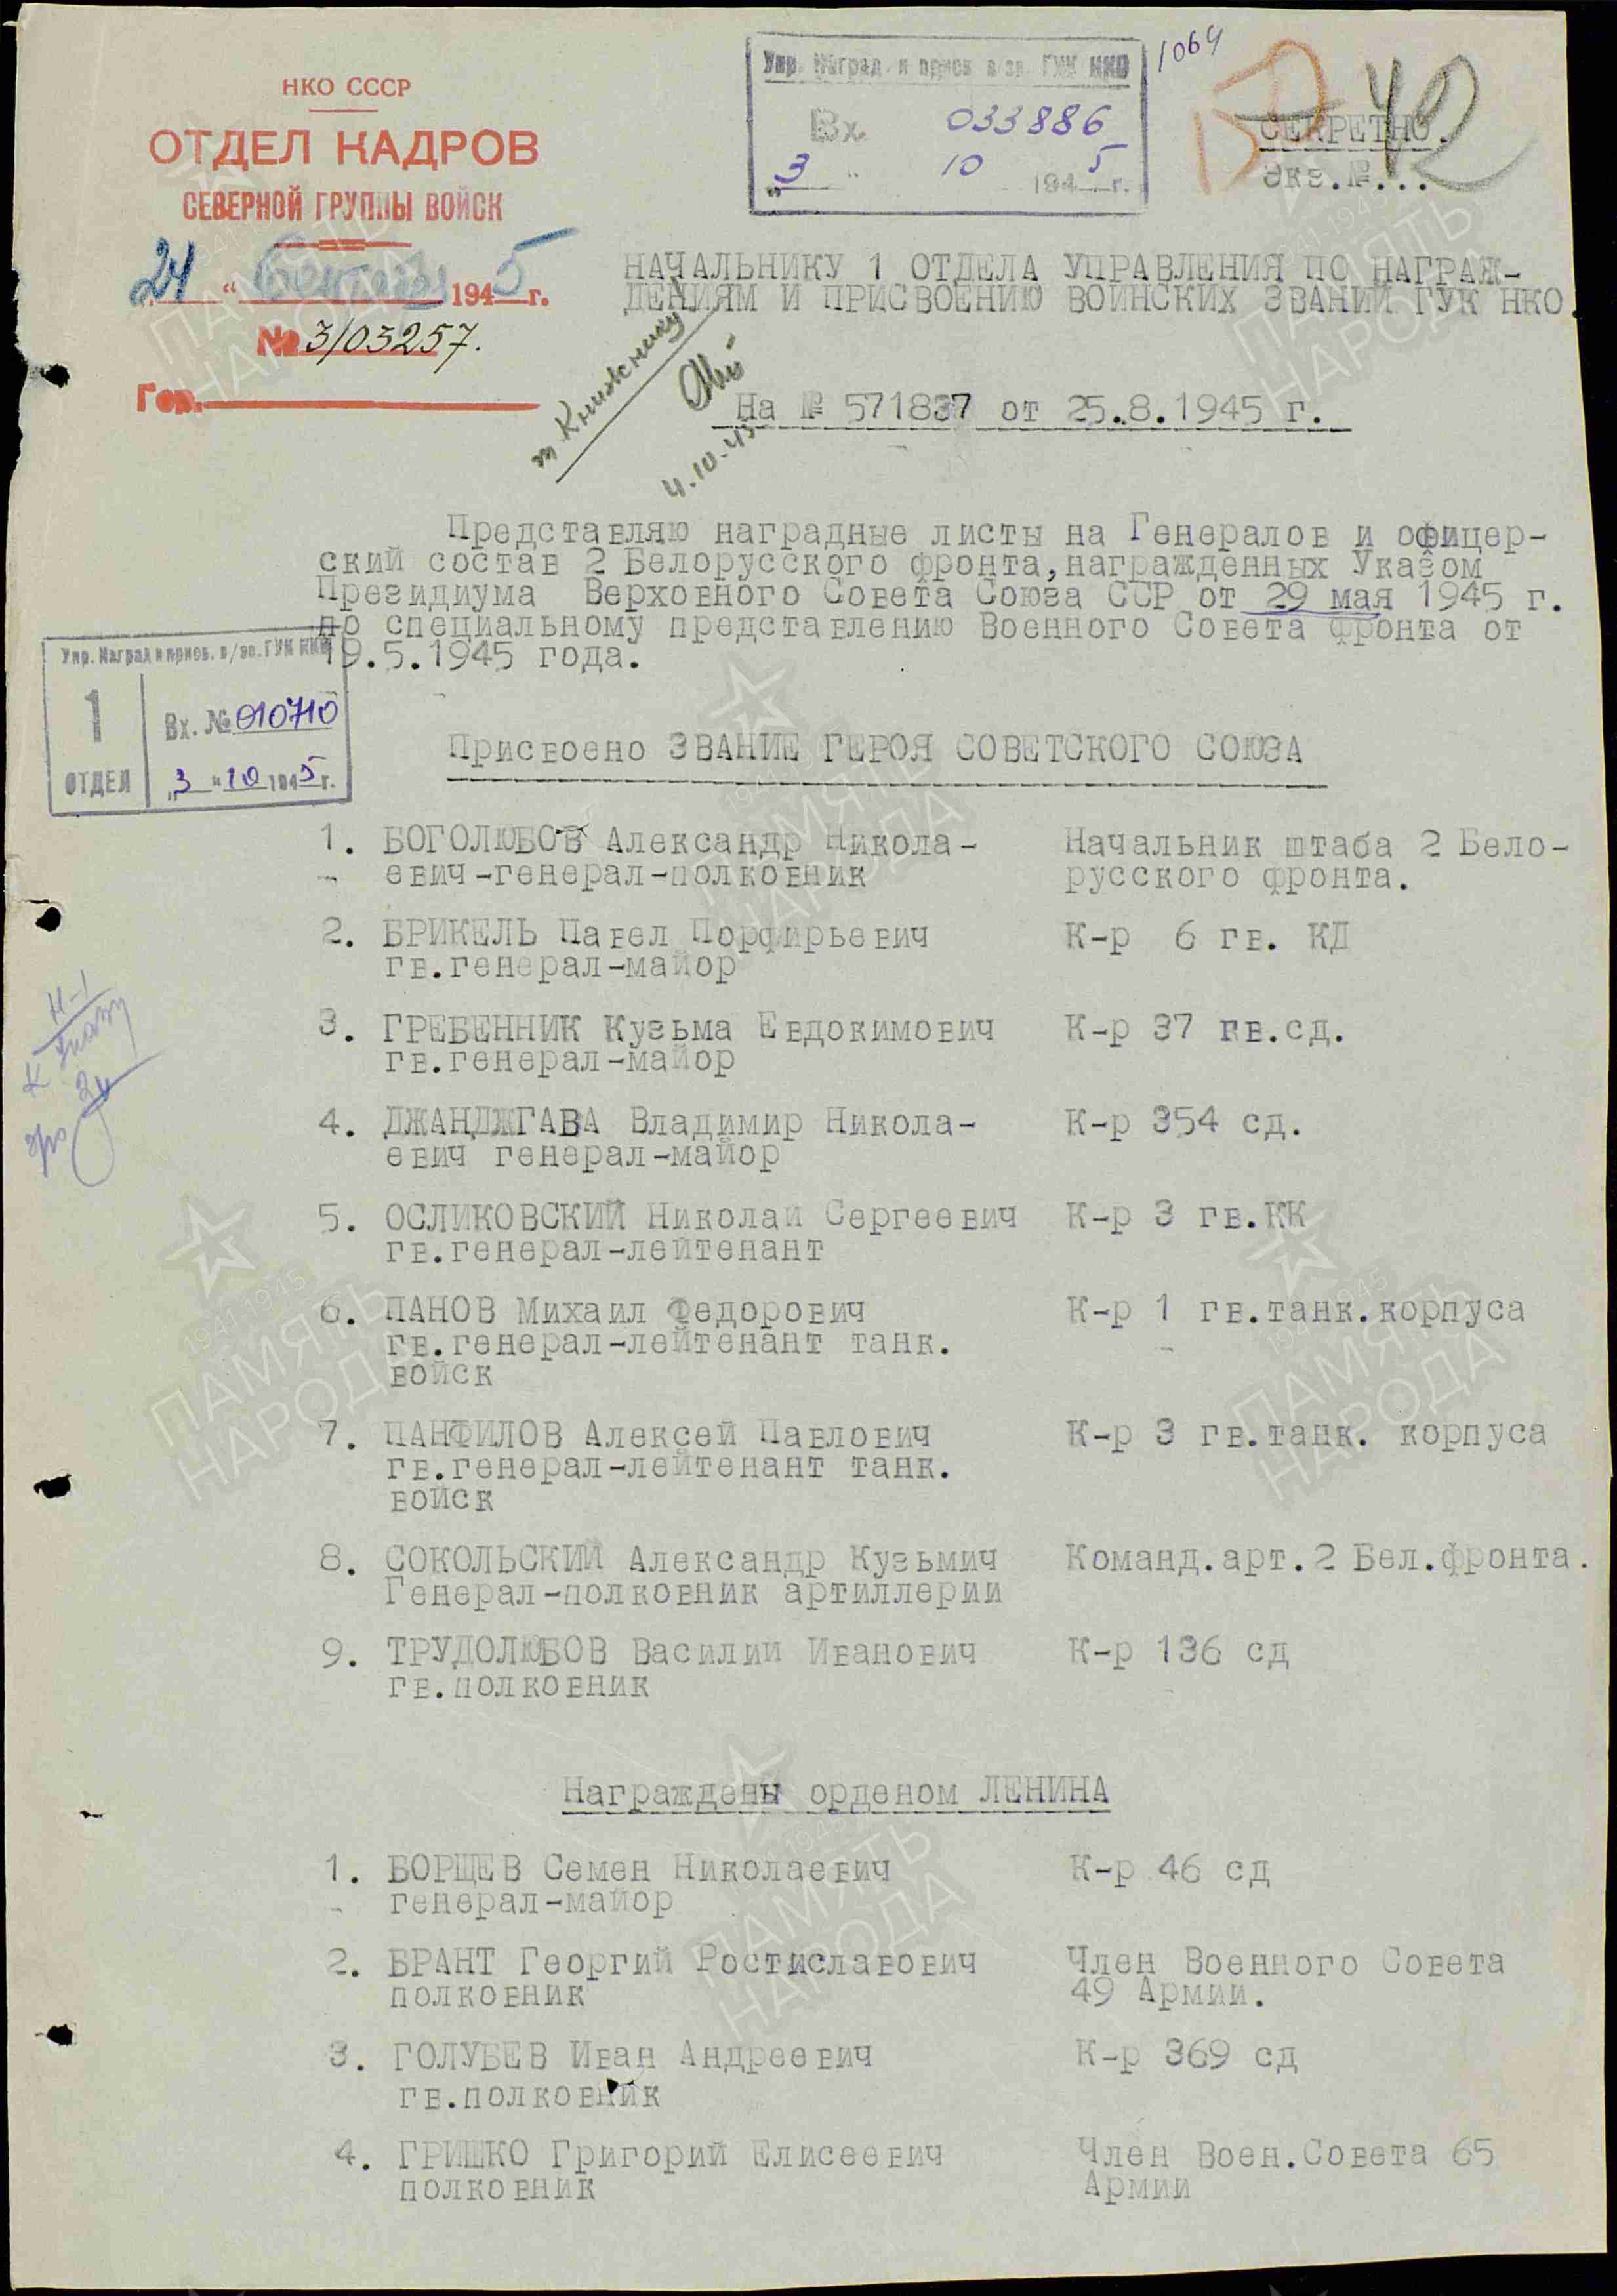 НКО СССР
ОТДЕЛ КАДРОВ
СЕВЕРНОЙ ГРУППЫ ВОЙСК
„24“ сентября 1945 г.
№ 3/03257.
Гор.
Упр. Наград. и присв. в/зв. ГУК НКО
Вх. 033886
„3“ 10 1945 г.
1064
42
СЕКРЕТНО.
Экз.№...
НАЧАЛЬНИКУ 1 ОТДЕЛА УПРАВЛЕНИЯ ПО НАГРАЖ-
ДЕНИЯМ И ПРИСВОЕНИЮ ВОИНСКИХ ЗВАНИЙ ГУК НКО.
т Книжнику
4.10.45
На № 571837 от 25.8.1945 г.
Представляю наградные листы на Генералов и офицер-
ский состав 2 Белорусского фронта,награжденных Указом
Президиума Верховного Совета Союза ССР от 29 мая 1945 г.
по специальному представлению Военного Совета фронта от
19.5.1945 года.
Упр. Наград и присв. в/зв. ГУК НКО
1
ОТДЕЛ
Вх. № 010710
„3“ 10 1945 г.
Присвоено ЗВАНИЕ ГЕРОЯ СОВЕТСКОГО СОЮЗА
1. БОГОЛЮБОВ Александр Никола- Начальник штаба 2 Бело-
евич-генерал-полковник русского фронта.
2. БРИКЕЛЬ Павел Порфирьевич К-р 6 гв. КД
гв.генерал-майор
3. ГРЕБЕННИК Кузьма Евдокимович К-р 37 гв.сд.
гв.генерал-майор
4. ДЖАНДЖГАВА Владимир Никола- К-р 354 сд.
евич генерал-майор
5. ОСЛИКОВСКИЙ Николай Сергеевич К-р 3 гв.КК
гв.генерал-лейтенант
6. ПАНОВ Михаил Федорович К-р 1 гв.танк.корпуса
гв.генерал-лейтенант танк.
войск
7. ПАНФИЛОВ Алексей Павлович К-р 3 гв.танк. корпуса
гв.генерал-лейтенант танк.
войск
8. СОКОЛЬСКИЙ Александр Кузьмич Команд.арт.2 Бел.фронта.
Генерал-полковник артиллерии
9. ТРУДОЛЮБОВ Василий Иванович К-р 136 сд
гв.полковник
Награждены орденом ЛЕНИНА
1. БОРЩЕВ Семен Николаевич К-р 46 сд
генерал-майор
2. БРАНТ Георгий Ростиславович Член Военного Совета
полковник 49 Армии.
3. ГОЛУБЕВ Иван Андреевич К-р 369 сд
гв.полковник
4. ГРИШКО Григорий Елисеевич Член Воен.Совета 65
полковник Армии
1941 1945
ПАМЯТЬ
НАРОДА